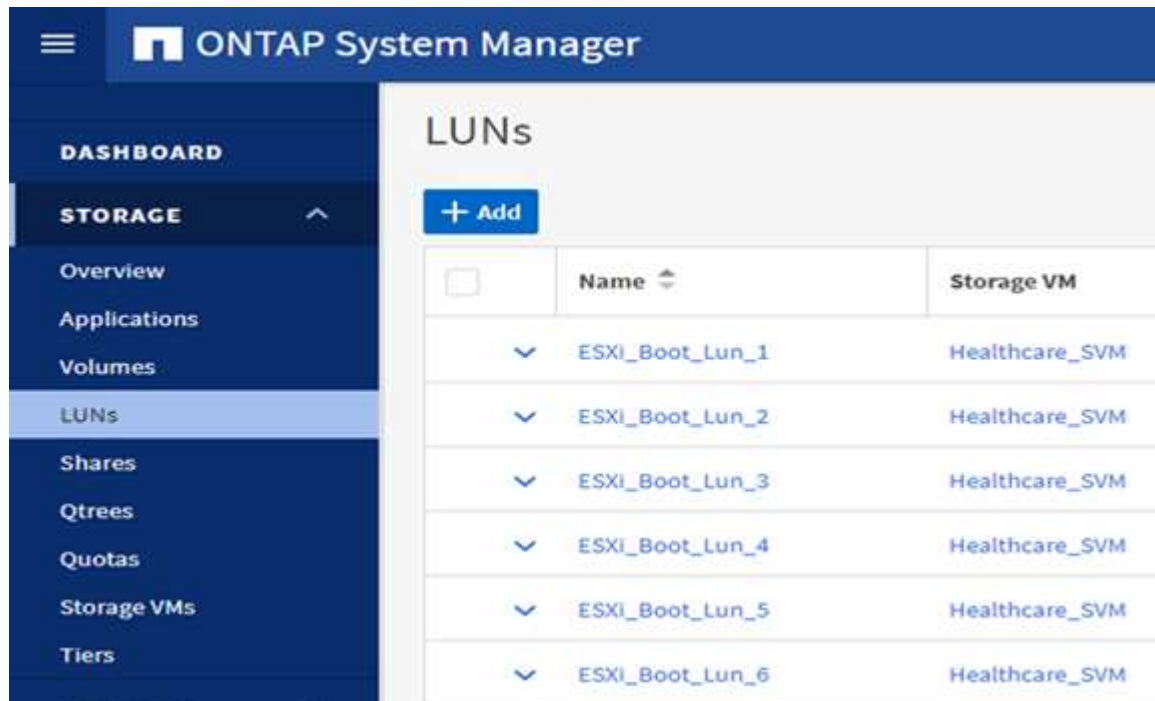 ONTAP System Manager
DASHBOARD
STORAGE
Overview
Applications
Volumes
LUNs
Shares
Qtrees
Quotas
Storage VMs
Tiers
LUNs
+ Add
Name Storage VM
ESXi_Boot_Lun_1 Healthcare_SVM
ESXi_Boot_Lun_2 Healthcare_SVM
ESXi_Boot_Lun_3 Healthcare_SVM
ESXi_Boot_Lun_4 Healthcare_SVM
ESXi_Boot_Lun_5 Healthcare_SVM
ESXi_Boot_Lun_6 Healthcare_SVM